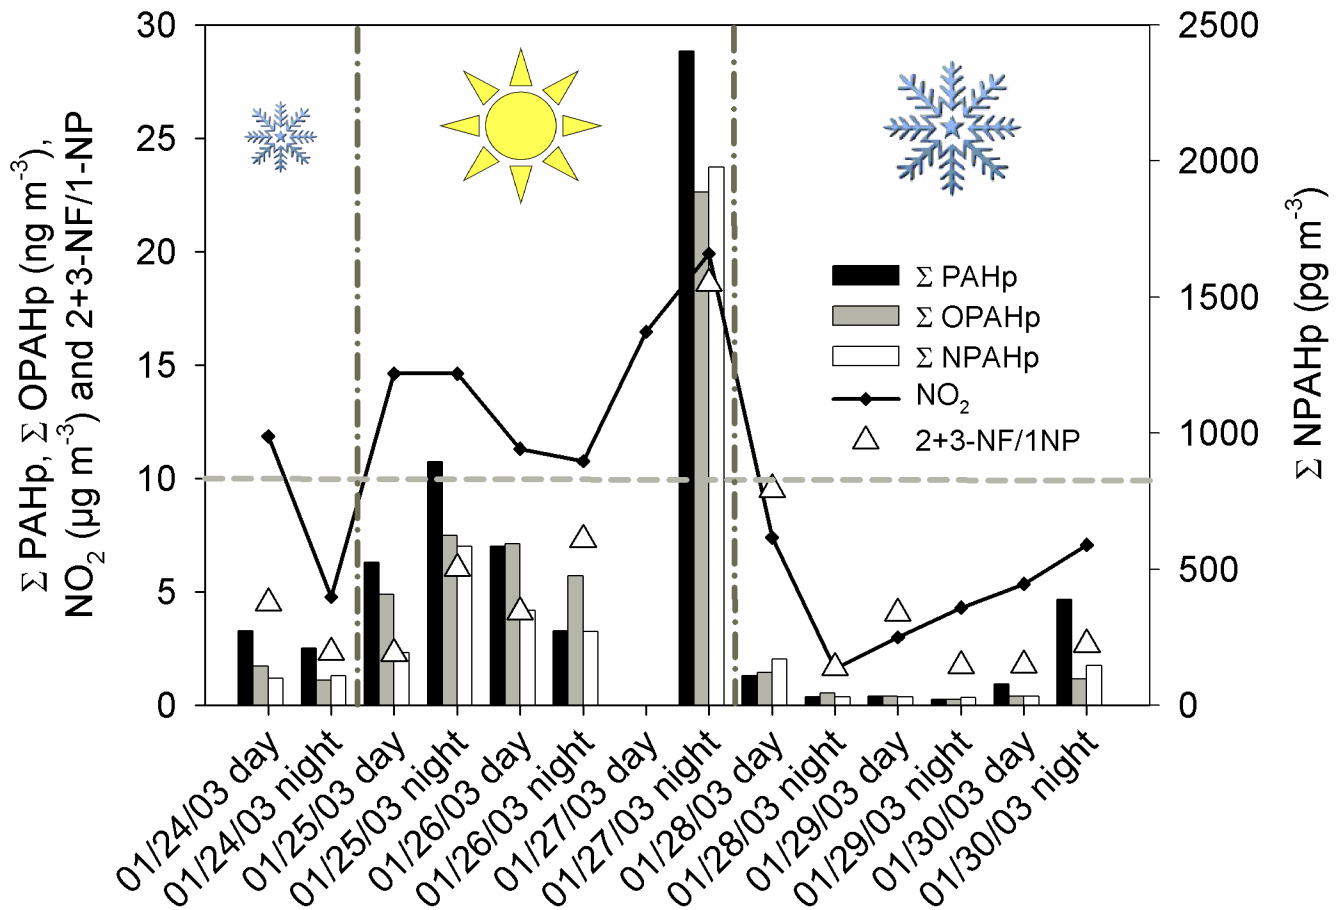 Σ PAHp, Σ OPAHp (ng m⁻³),
NO₂ (µg m⁻³) and 2+3-NF/1-NP
30
25
20
15
10
5
0
2500
2000
1500
1000
500
0
Σ NPAHp (pg m⁻³)
Σ PAHp
Σ OPAHp
Σ NPAHp
NO₂
2+3-NF/1NP
01/24/03 day
01/24/03 night
01/25/03 day
01/25/03 night
01/26/03 day
01/26/03 night
01/27/03 day
01/27/03 night
01/28/03 day
01/28/03 night
01/29/03 day
01/29/03 night
01/30/03 day
01/30/03 night